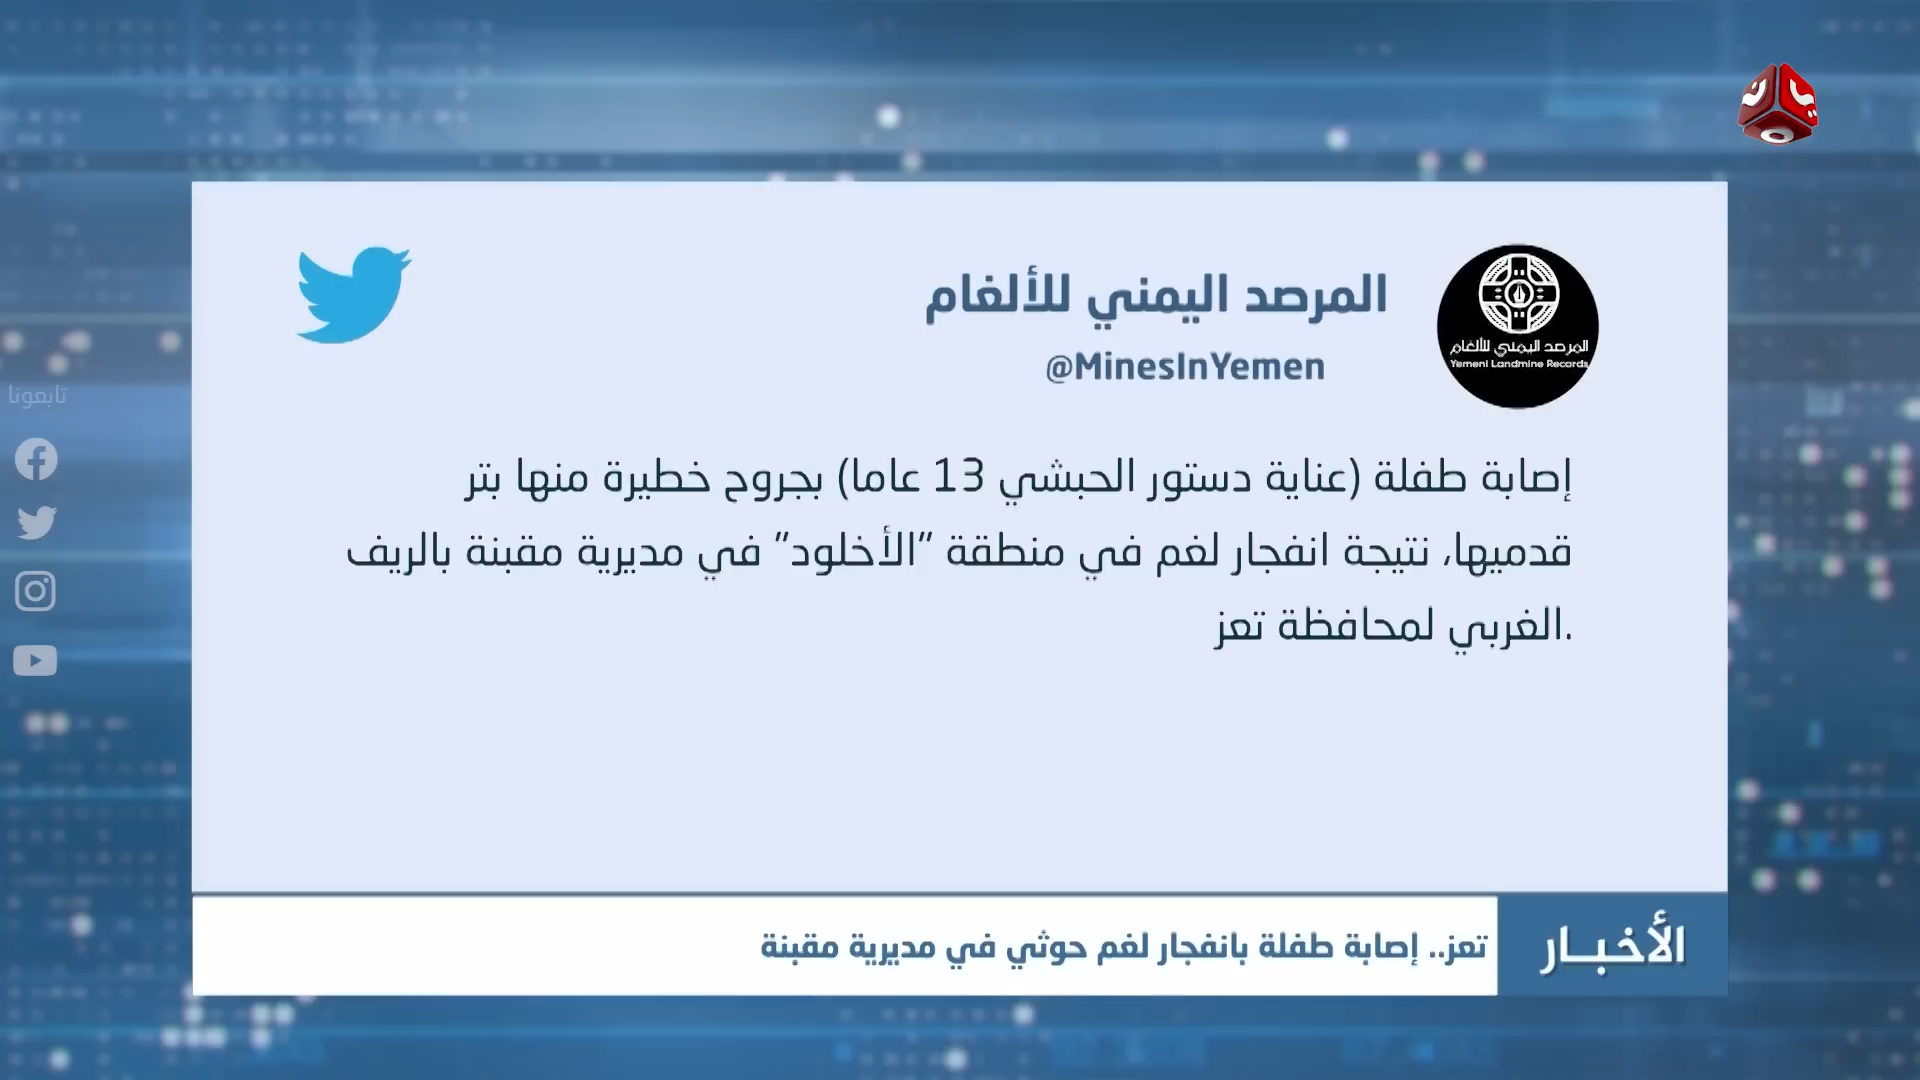 المرصد اليمني للألغام
@MinesInYemen
المرصد اليمني للألغام
Yemeni Landmine Records
إصابة طفلة (عناية دستور الحبشي 13 عاما) بجروح خطيرة منها بتر
قدميها، نتيجة انفجار لغم في منطقة "الأخلود" في مديرية مقبنة بالريف
الغربي لمحافظة تعز.
تابعونا
الأخبار
تعز.. إصابة طفلة بانفجار لغم حوثي في مديرية مقبنة